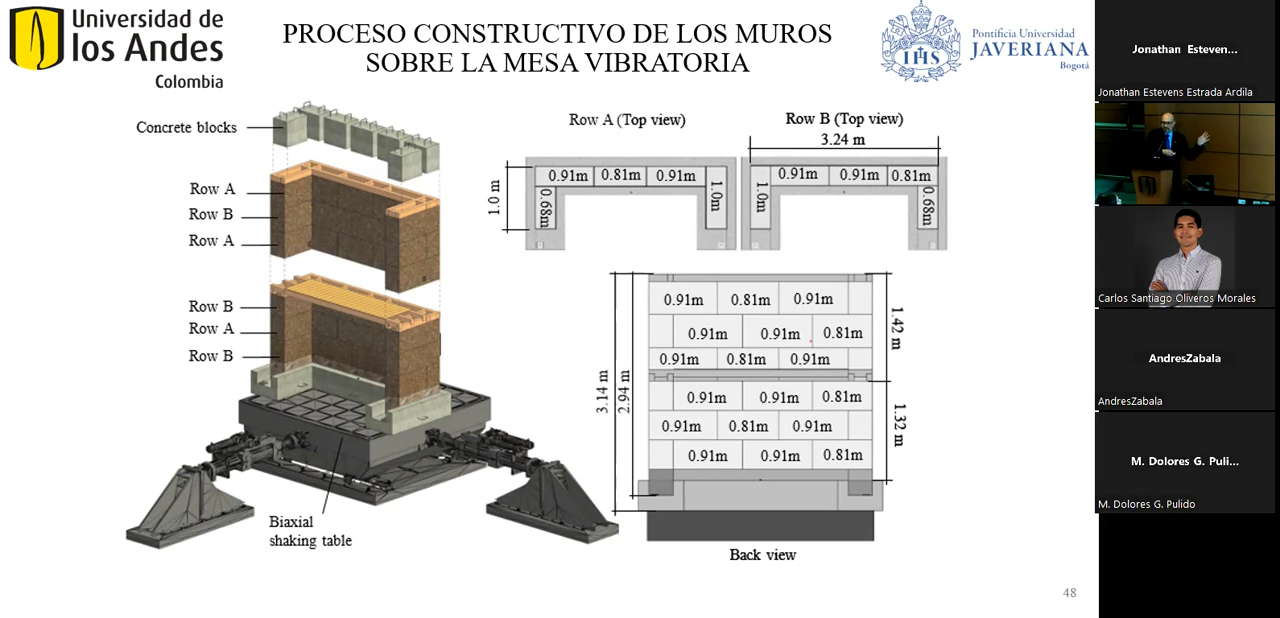 Universidad de
los Andes
Colombia
PROCESO CONSTRUCTIVO DE LOS MUROS
SOBRE LA MESA VIBRATORIA
IHS
Pontificia Universidad
JAVERIANA
Bogotá
Concrete blocks
Row A
Row B
Row A
Row B
Row A
Row B
Biaxial
shaking table
Row A (Top view)
1.0 m
0.91m 0.81m 0.91m
0.68m
1.0m
Row B (Top view)
3.24 m
0.91m 0.91m 0.81m
1.0m
0.68m
3.14 m
2.94 m
0.91m 0.81m 0.91m
0.91m 0.91m 0.81m
0.91m 0.81m 0.91m
0.91m 0.91m 0.81m
0.91m 0.81m 0.91m
0.91m 0.91m 0.81m
1.42 m
1.32 m
Back view
48
Jonathan Esteven...
Jonathan Estevens Estrada Ardila
Carlos Santiago Oliveros Morales
AndresZabala
AndresZabala
M. Dolores G. Puli...
M. Dolores G. Pulido